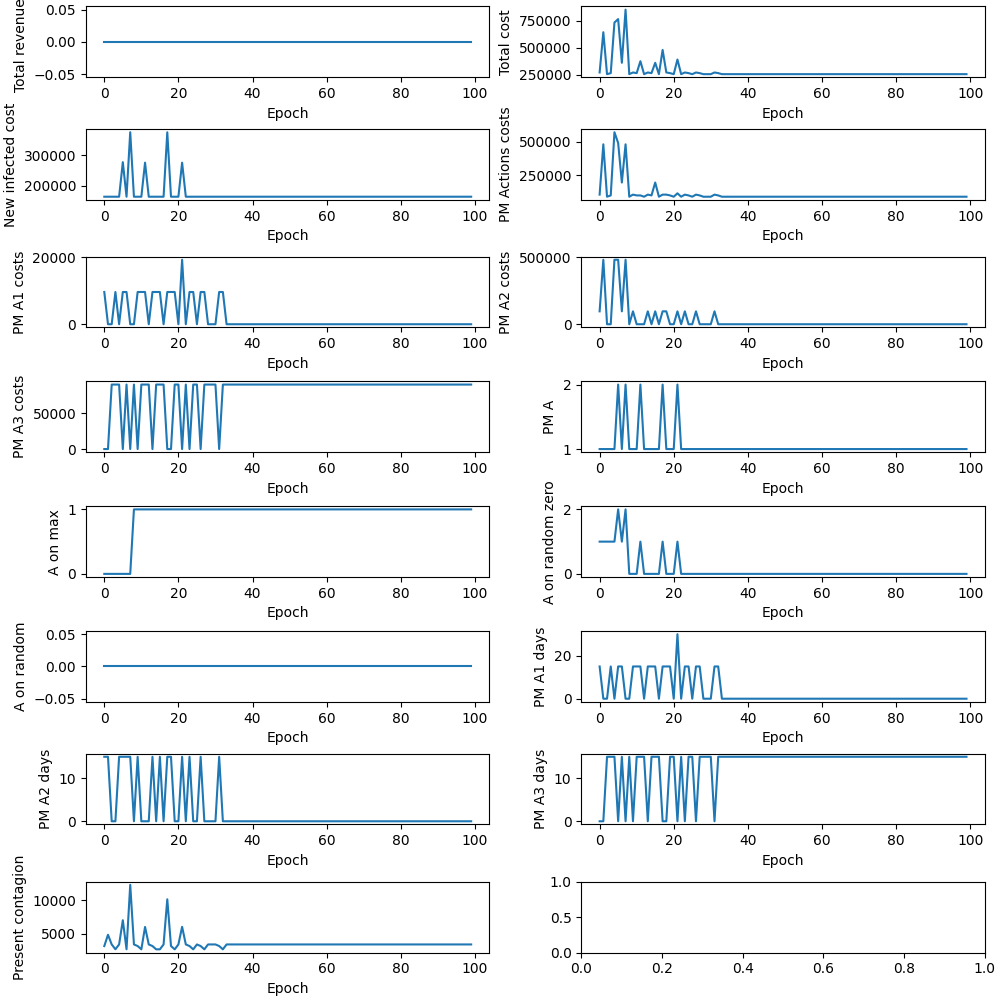 Total revenue
0.05
0.00
−0.05
0 20 40 60 80 100
Epoch
Total cost
750000
500000
250000
0 20 40 60 80 100
Epoch
New infected cost
300000
200000
0 20 40 60 80 100
Epoch
PM Actions costs
500000
250000
0 20 40 60 80 100
Epoch
PM A1 costs
20000
0
0 20 40 60 80 100
Epoch
PM A2 costs
500000
0
0 20 40 60 80 100
Epoch
PM A3 costs
50000
0
0 20 40 60 80 100
Epoch
PM A
2
1
0 20 40 60 80 100
Epoch
A on max
1
0
0 20 40 60 80 100
Epoch
A on random zero
2
0
0 20 40 60 80 100
Epoch
A on random
0.05
0.00
−0.05
0 20 40 60 80 100
Epoch
PM A1 days
20
0
0 20 40 60 80 100
Epoch
PM A2 days
10
0
0 20 40 60 80 100
Epoch
PM A3 days
10
0
0 20 40 60 80 100
Epoch
Present contagion
10000
5000
0 20 40 60 80 100
Epoch
1.0
0.5
0.0
0.0 0.2 0.4 0.6 0.8 1.0